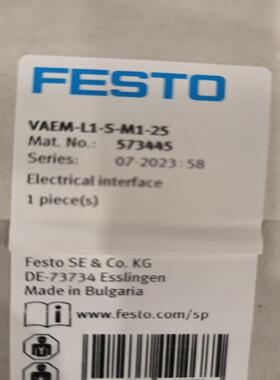 FESTO
VAEM-L1-S-M1-25
Mat. No.: 573445
Series: 07-2023:58
Electrical interface
1 piece(s)
Festo SE & Co. KG
DE-73734 Esslingen
Made in Bulgaria
www.festo.com/sp